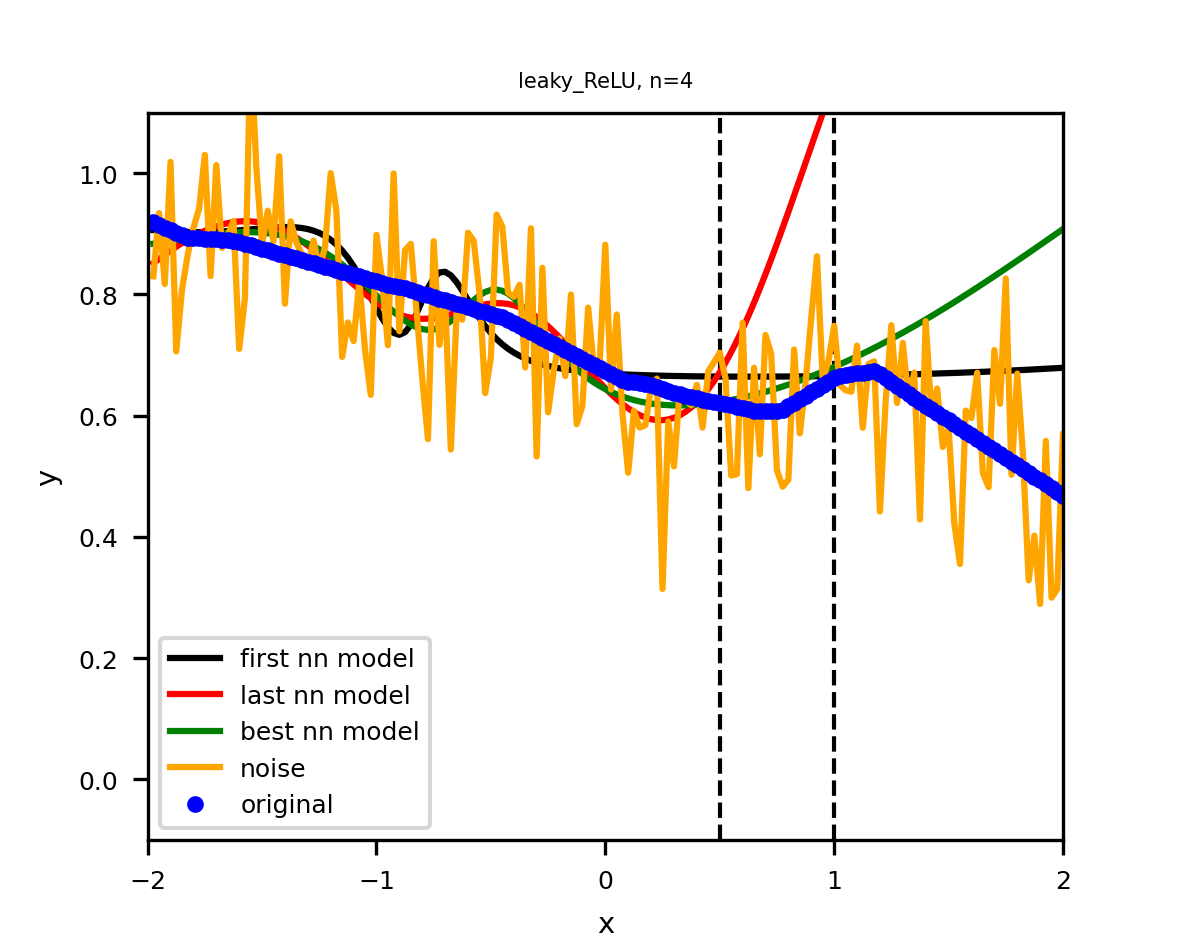 leaky_ReLU, n=4
1.0
0.8
0.6
0.4
0.2
0.0
y
first nn model
last nn model
best nn model
noise
original
−2
−1
0
1
2
x